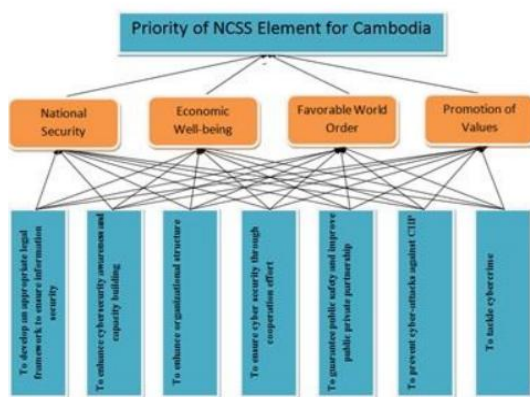 Priority of NCSS Element for Cambodia
National
Security
Economic
Well-being
Favorable World
Order
Promotion of
Values
To develop an appropriate legal
framework to ensure information
security
To enhance cybersecurity awareness and
capacity building
To enhance organizational structure
To ensure cyber security through
cooperation effort
To guarantee public safety and improve
public private partnership
To prevent cyber-attacks against CIIP
To tackle cybercrime